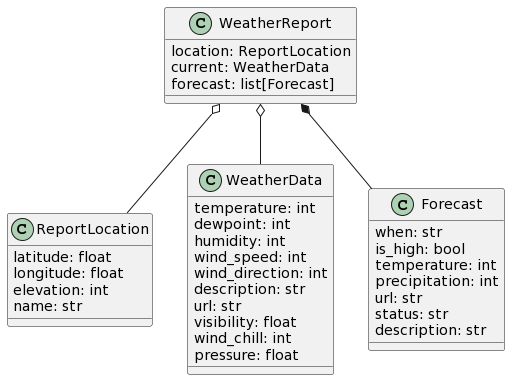 C WeatherReport
location: ReportLocation
current: WeatherData
forecast: list[Forecast]
C ReportLocation
latitude: float
longitude: float
elevation: int
name: str
C WeatherData
temperature: int
dewpoint: int
humidity: int
wind_speed: int
wind_direction: int
description: str
url: str
visibility: float
wind_chill: int
pressure: float
C Forecast
when: str
is_high: bool
temperature: int
precipitation: int
url: str
status: str
description: str